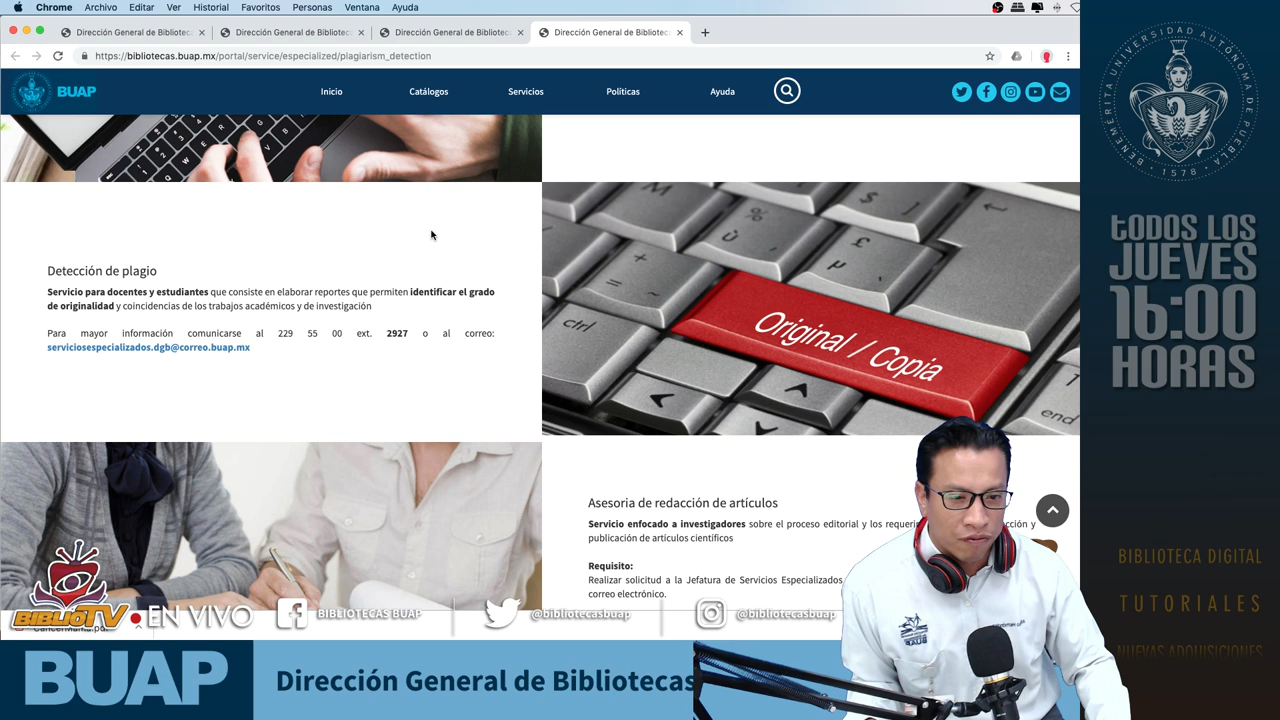 Chrome Archivo Editar Ver Historial Favoritos Personas Ventana Ayuda
Dirección General de Bibliotec
Dirección General de Bibliotec
Dirección General de Bibliotec
Dirección General de Bibliotec
https://bibliotecas.buap.mx/portal/service/especialized/plagiarism_detection
BUAP
Inicio Catálogos Servicios Políticas Ayuda
Detección de plagio
Servicio para docentes y estudiantes que consiste en elaborar reportes que permiten identificar el grado
de originalidad y coincidencias de los trabajos académicos y de investigación
Para mayor información comunicarse al 229 55 00 ext. 2927 o al correo:
serviciosespecializados.dgb@correo.buap.mx
ctrl
Original / Copia
end
Asesoria de redacción de artículos
Servicio enfocado a investigadores sobre el proceso editorial y los
y
publicación de artículos científicos
Requisito:
Realizar solicitud a la Jefatura de Servicios Especializados
correo electrónico.
BIBLIOTV EN VIVO BIBLIOTECAS BUAP @bibliotecasbuap @bibliotecasbuap
BUAP
Dirección General de Bibliotecas
BENEMÉRITA UNIVERSIDAD AUTÓNOMA DE PUEBLA
1578
TODOS LOS
JUEVES
16:00
HORAS
BIBLIOTECA DIGITAL
TUTORIALES
NUEVAS ADQUISICIONES